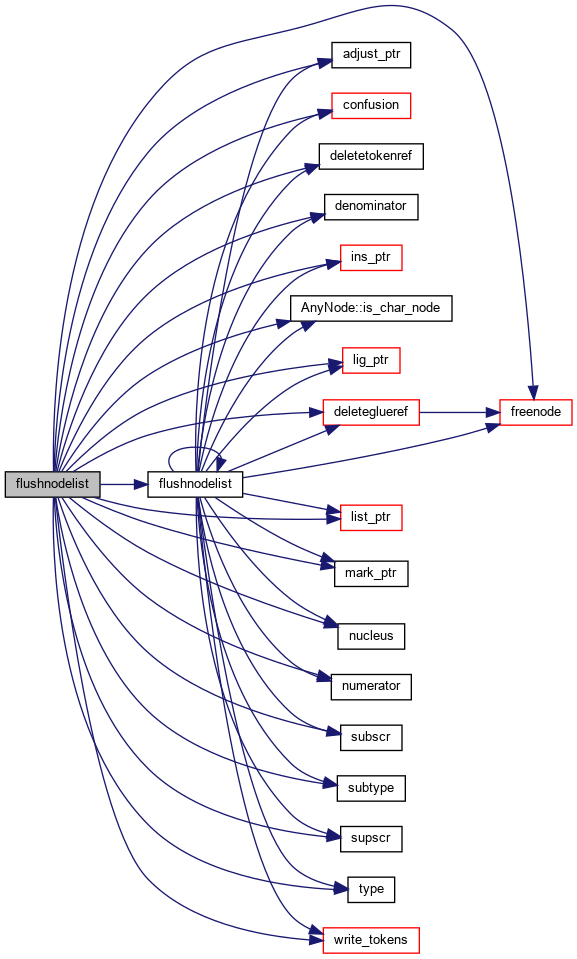 adjust_ptr
confusion
deletetokenref
denominator
ins_ptr
AnyNode::is_char_node
lig_ptr
deleteglueref
freenode
flushnodelist
flushnodelist
list_ptr
mark_ptr
nucleus
numerator
subscr
subtype
supscr
type
write_tokens